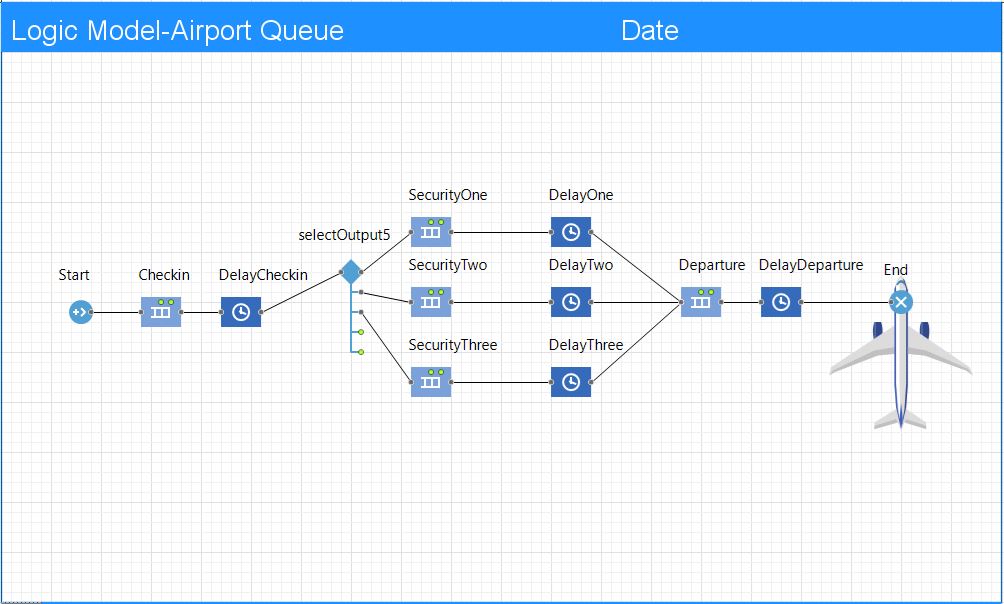 Logic Model-Airport Queue
Date
SecurityOne
DelayOne
selectOutput5
Start
Checkin
DelayCheckin
SecurityTwo
DelayTwo
Departure
DelayDeparture
End
SecurityThree
DelayThree